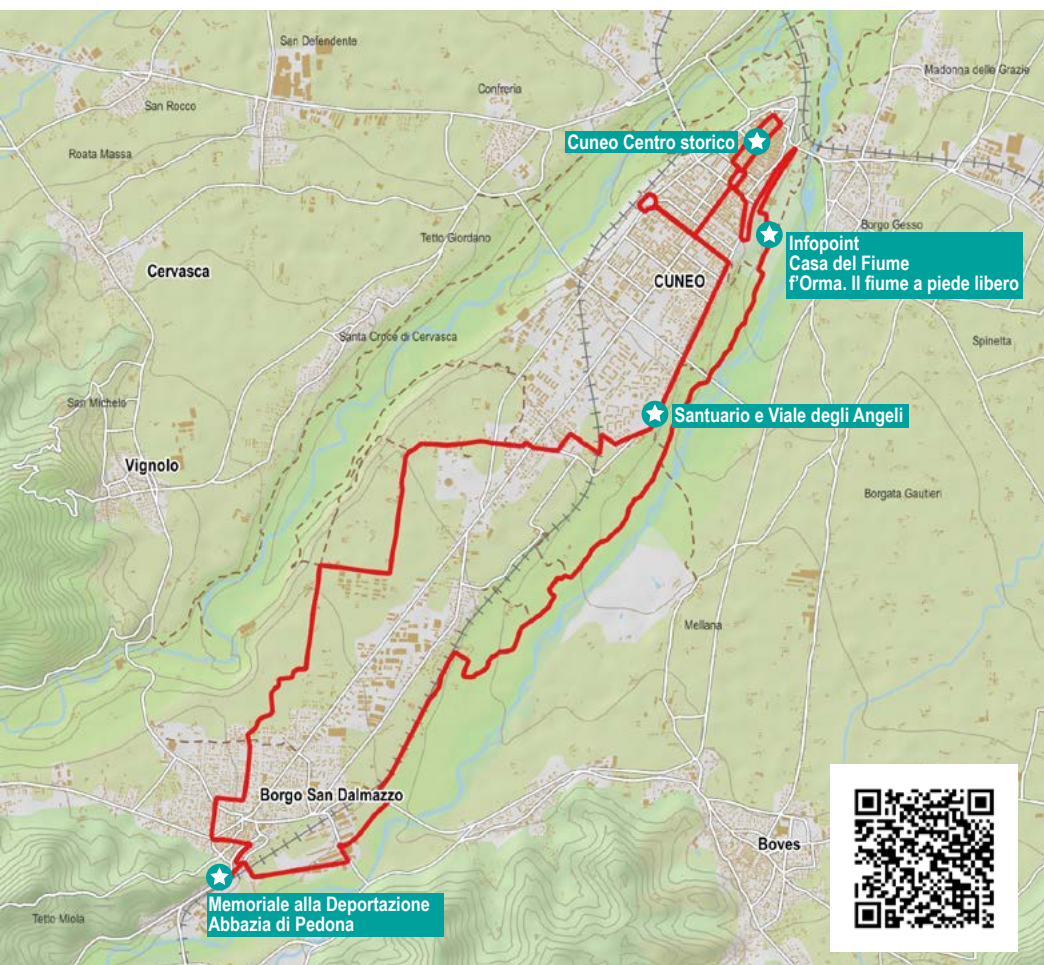 San Defendente
Madonna delle Grazie
Confreria
San Rocco
Cuneo Centro storico
Roata Massa
Borgo Gesso
Tetto Giordano
Infopoint
Casa del Fiume
f'Orma. Il fiume a piede libero
Cervasca
CUNEO
Santa Croce di Cervasca
Spinetta
San Michele
Santuario e Viale degli Angeli
Vignolo
Borgata Gautieri
Mellana
Borgo San Dalmazzo
Boves
Memoriale alla Deportazione
Abbazia di Pedona
Tetto Miola